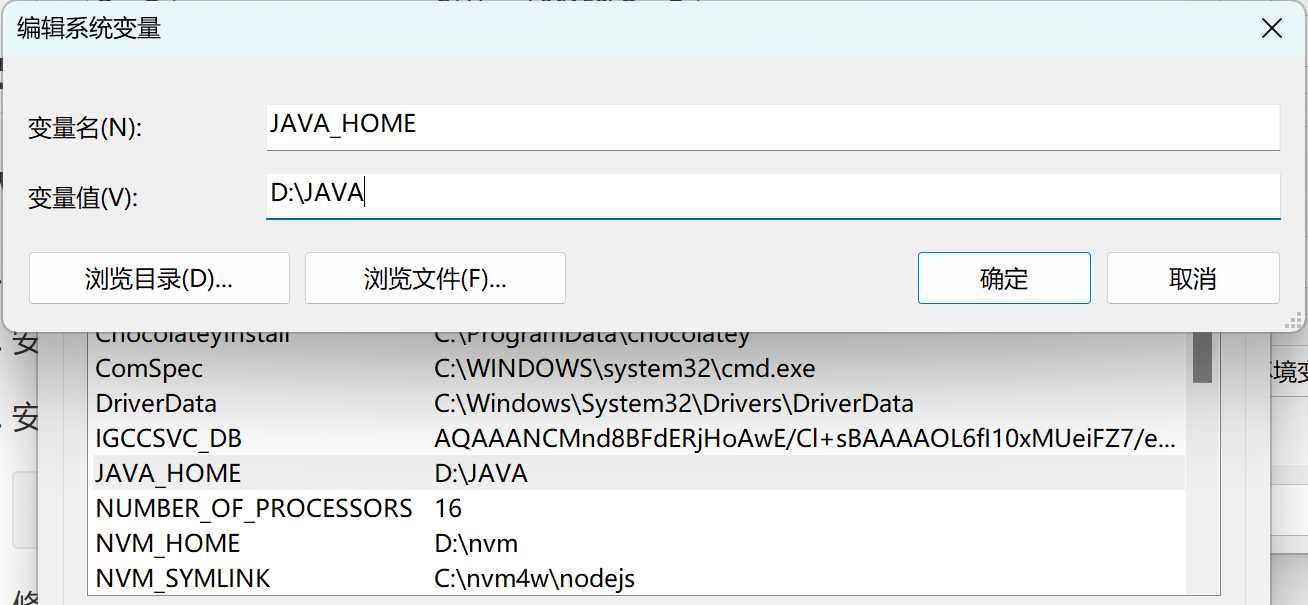 编辑系统变量
变量名(N):
JAVA_HOME
变量值(V):
D:\JAVA
浏览目录(D)...
浏览文件(F)...
确定
取消
ChocolateyInstall C:\ProgramData\chocolatey
安
ComSpec C:\WINDOWS\system32\cmd.exe
环境变
DriverData C:\Windows\System32\Drivers\DriverData
安
IGCCSVC_DB AQAAANCMnd8BFdERjHoAwE/Cl+sBAAAAOL6fI10xMUeiFZ7/e...
JAVA_HOME D:\JAVA
NUMBER_OF_PROCESSORS 16
NVM_HOME D:\nvm
NVM_SYMLINK C:\nvm4w\nodejs